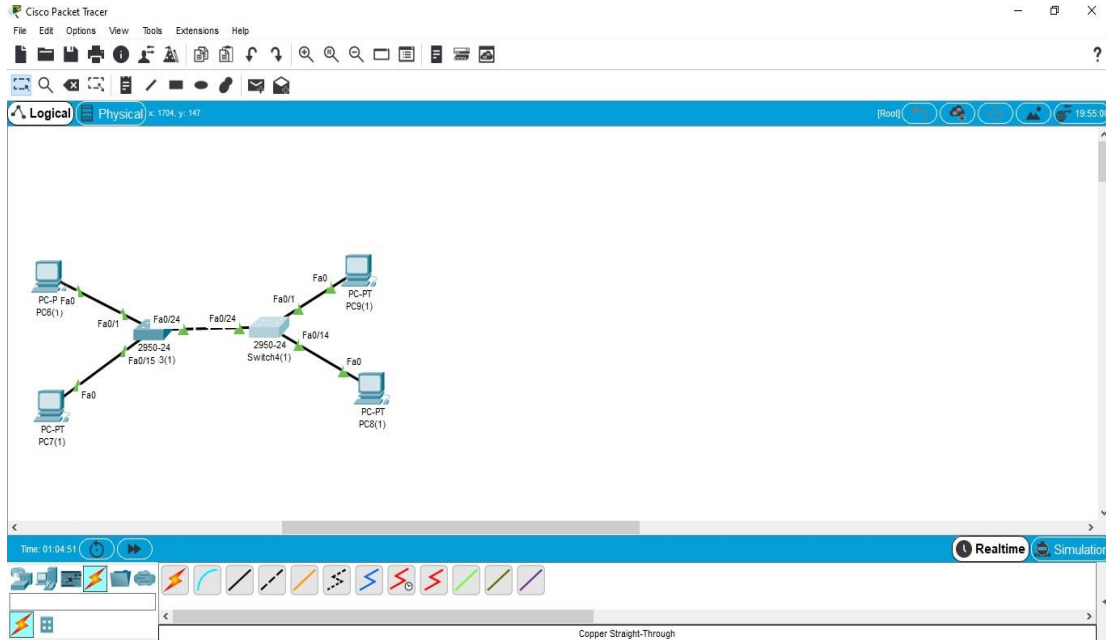 Cisco Packet Tracer
File Edit Options View Tools Extensions Help
?
Logical Physical x: 1704, y: 147 [Root] 19:55:00
Fa0
PC-PT
PC9(1)
PC-P Fa0
PC6(1)
Fa0/1
Fa0/1
Fa0/24
Fa0/24
2950-24
Fa0/15 3(1)
2950-24
Switch4(1)
Fa0/14
Fa0
Fa0
PC-PT
PC7(1)
PC-PT
PC8(1)
Time: 01:04:51 Realtime Simulation
Copper Straight-Through